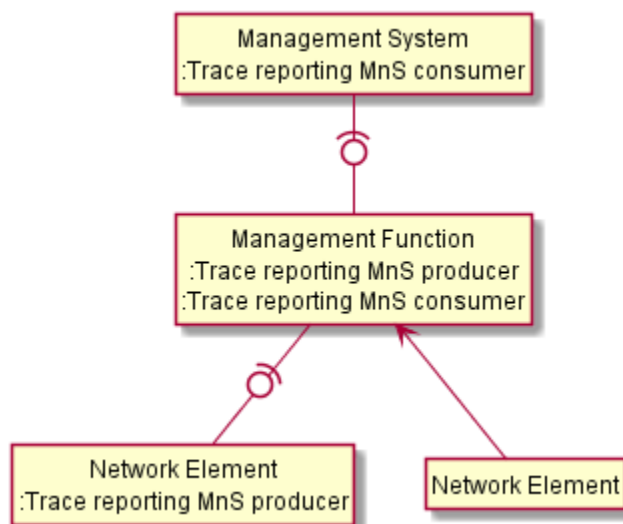 Management System
:Trace reporting MnS consumer
Management Function
:Trace reporting MnS producer
:Trace reporting MnS consumer
Network Element
:Trace reporting MnS producer
Network Element